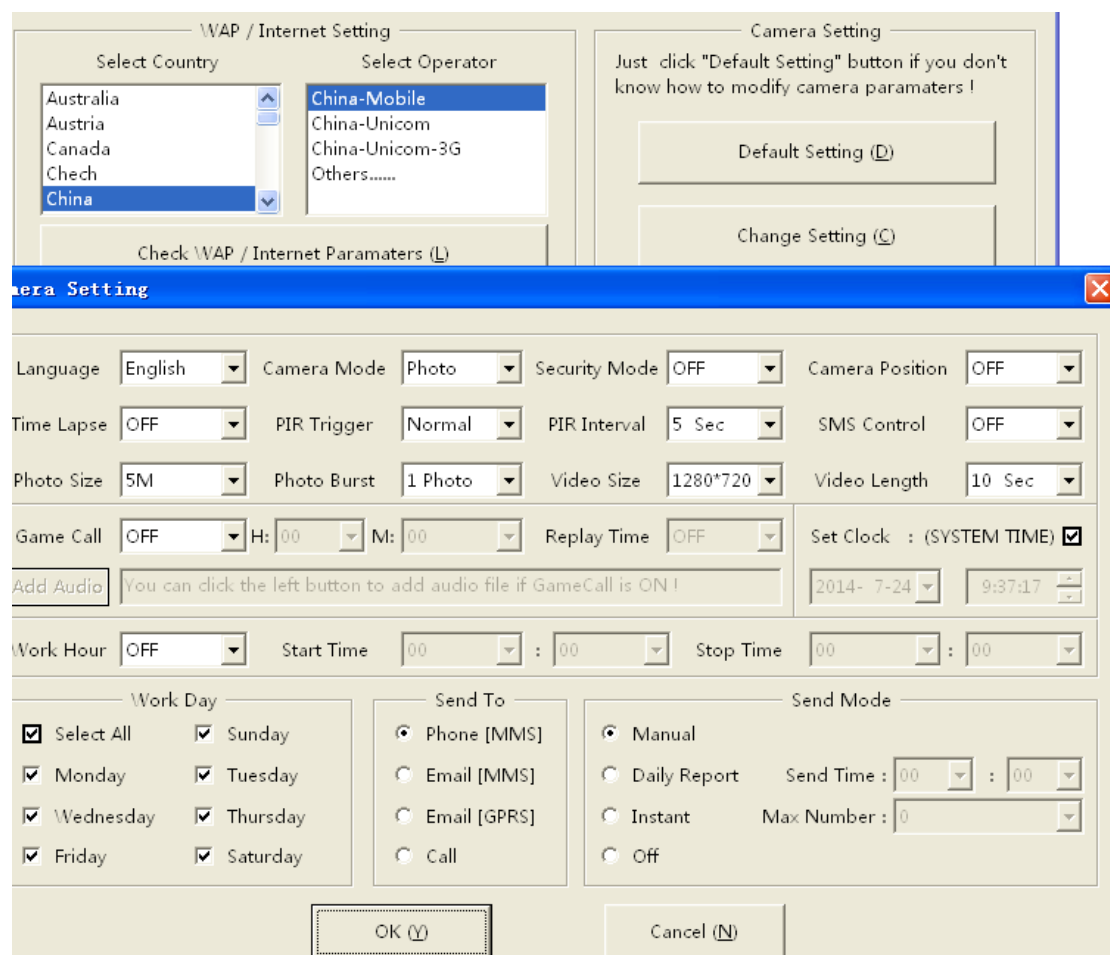 WAP / Internet Setting
Camera Setting
Select Country
Select Operator
Just click "Default Setting" button if you don't
know how to modify camera paramaters !
Australia
Austria
Canada
Chech
China
China-Mobile
China-Unicom
China-Unicom-3G
Others......
Default Setting (D)
Change Setting (C)
Check WAP / Internet Paramaters (L)
mera Setting
Language English Camera Mode Photo Security Mode OFF Camera Position OFF
Time Lapse OFF PIR Trigger Normal PIR Interval 5 Sec SMS Control OFF
Photo Size 5M Photo Burst 1 Photo Video Size 1280*720 Video Length 10 Sec
Game Call OFF H: 00 M: 00 Replay Time OFF Set Clock : (SYSTEM TIME)
Add Audio You can click the left button to add audio file if GameCall is ON ! 2014- 7-24 9:37:17
Work Hour OFF Start Time 00 : 00 Stop Time 00 : 00
Work Day
Select All Sunday
Monday Tuesday
Wednesday Thursday
Friday Saturday
Send To
Phone [MMS]
Email [MMS]
Email [GPRS]
Call
Send Mode
Manual
Daily Report Send Time : 00 : 00
Instant Max Number : 0
Off
OK (Y) Cancel (N)